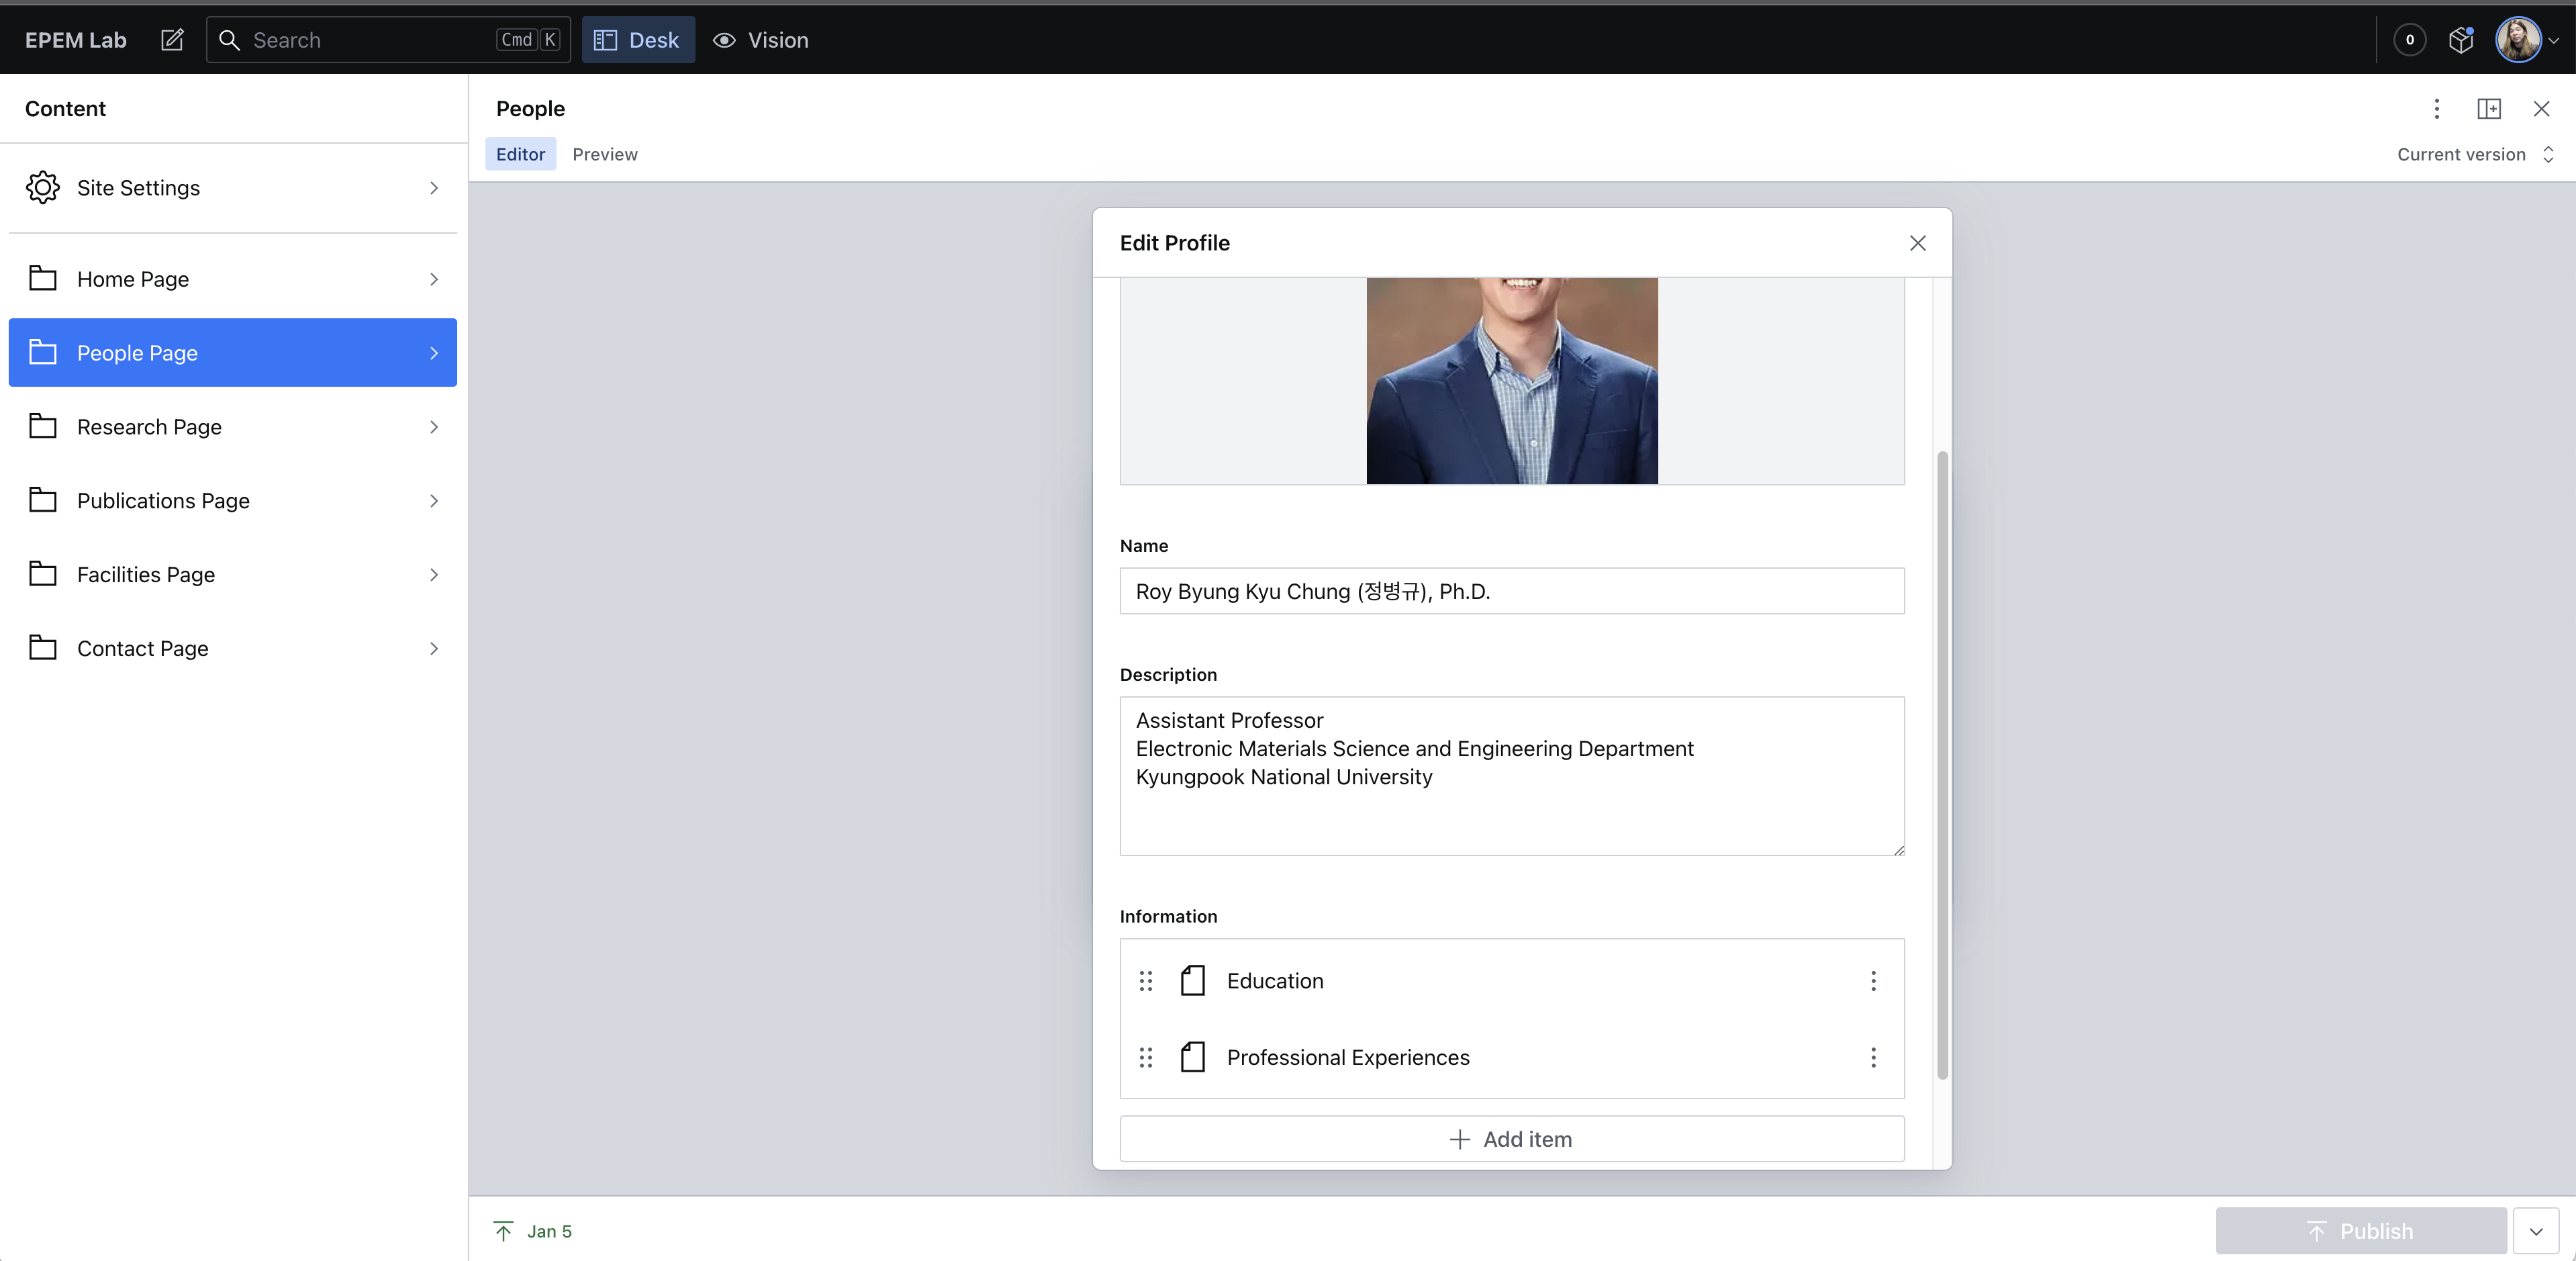 EPEM Lab
Search
Cmd K
Desk
Vision
0
Content
Site Settings
Home Page
People Page
Research Page
Publications Page
Facilities Page
Contact Page
People
Editor
Preview
Current version
Edit Profile
Name
Roy Byung Kyu Chung (정병규), Ph.D.
Description
Assistant Professor
Electronic Materials Science and Engineering Department
Kyungpook National University
Information
Education
Professional Experiences
Add item
Jan 5
Publish